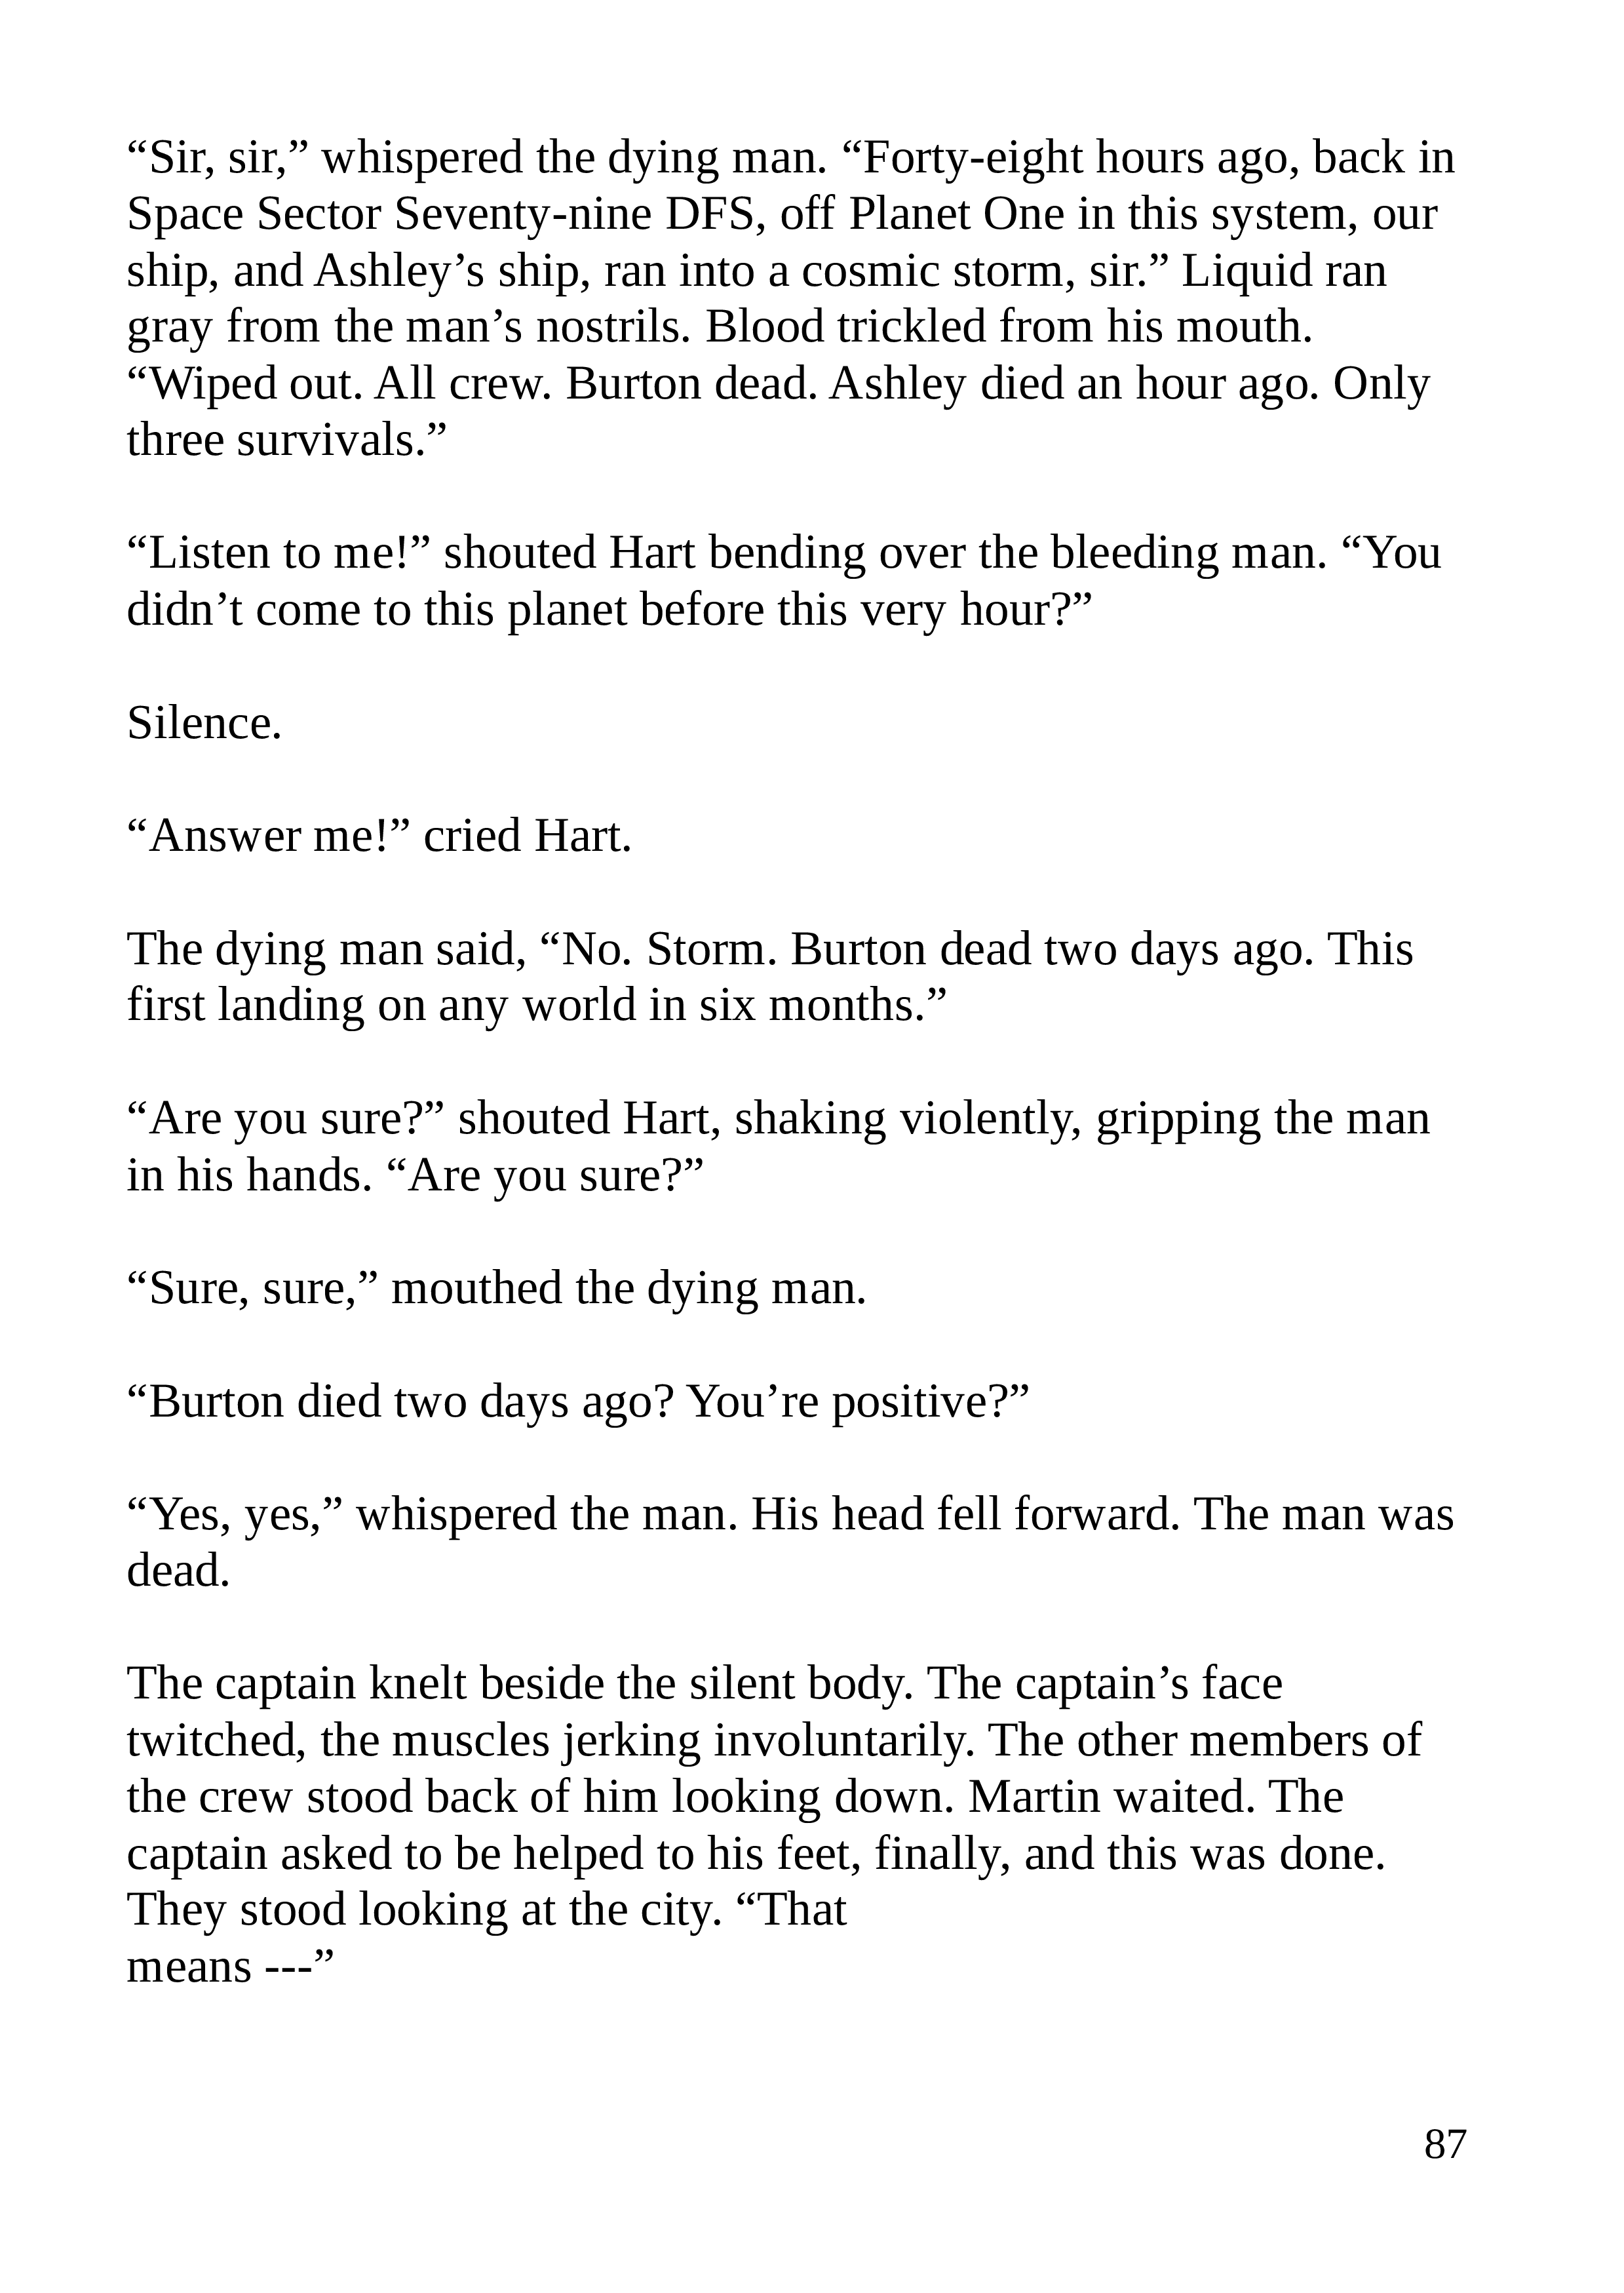 “Sir, sir,” whispered the dying man. “Forty-eight hours ago, back in
Space Sector Seventy-nine DFS, off Planet One in this system, our
ship, and Ashley’s ship, ran into a cosmic storm, sir.” Liquid ran
gray from the man’s nostrils. Blood trickled from his mouth.
“Wiped out. All crew. Burton dead. Ashley died an hour ago. Only
three survivals.”
“Listen to me!” shouted Hart bending over the bleeding man. “You
didn’t come to this planet before this very hour?”
Silence.
“Answer me!” cried Hart.
The dying man said, “No. Storm. Burton dead two days ago. This
first landing on any world in six months.”
“Are you sure?” shouted Hart, shaking violently, gripping the man
in his hands. “Are you sure?”
“Sure, sure,” mouthed the dying man.
“Burton died two days ago? You’re positive?”
“Yes, yes,” whispered the man. His head fell forward. The man was
dead.
The captain knelt beside the silent body. The captain’s face
twitched, the muscles jerking involuntarily. The other members of
the crew stood back of him looking down. Martin waited. The
captain asked to be helped to his feet, finally, and this was done.
They stood looking at the city. “That
means ---”
87